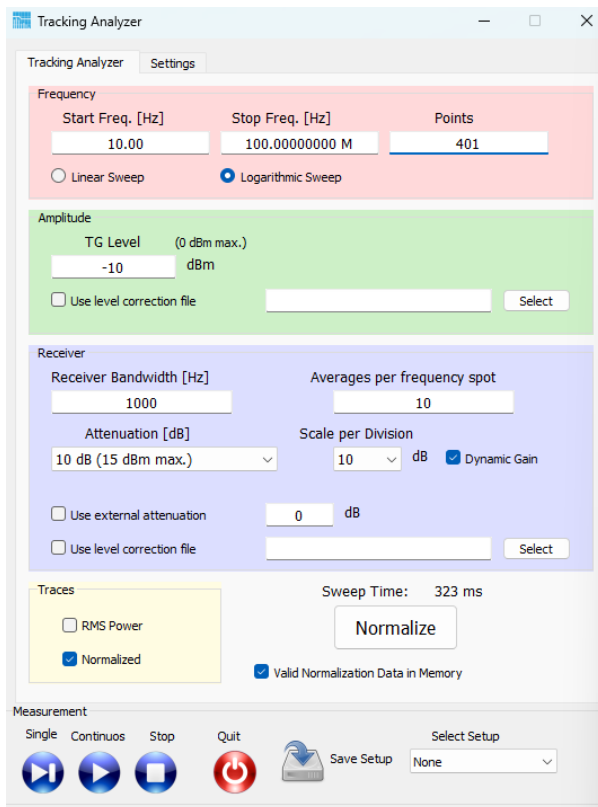 Tracking Analyzer
Tracking Analyzer Settings
Frequency
Start Freq. [Hz] Stop Freq. [Hz] Points
10.00 100.00000000 M 401
Linear Sweep Logarithmic Sweep
Amplitude
TG Level (0 dBm max.)
-10 dBm
Use level correction file Select
Receiver
Receiver Bandwidth [Hz] Averages per frequency spot
1000 10
Attenuation [dB] Scale per Division
10 dB (15 dBm max.) 10 dB Dynamic Gain
Use external attenuation 0 dB
Use level correction file Select
Traces Sweep Time: 323 ms
RMS Power Normalize
Normalized Valid Normalization Data in Memory
Measurement
Single Continuos Stop Quit Select Setup
Save Setup None